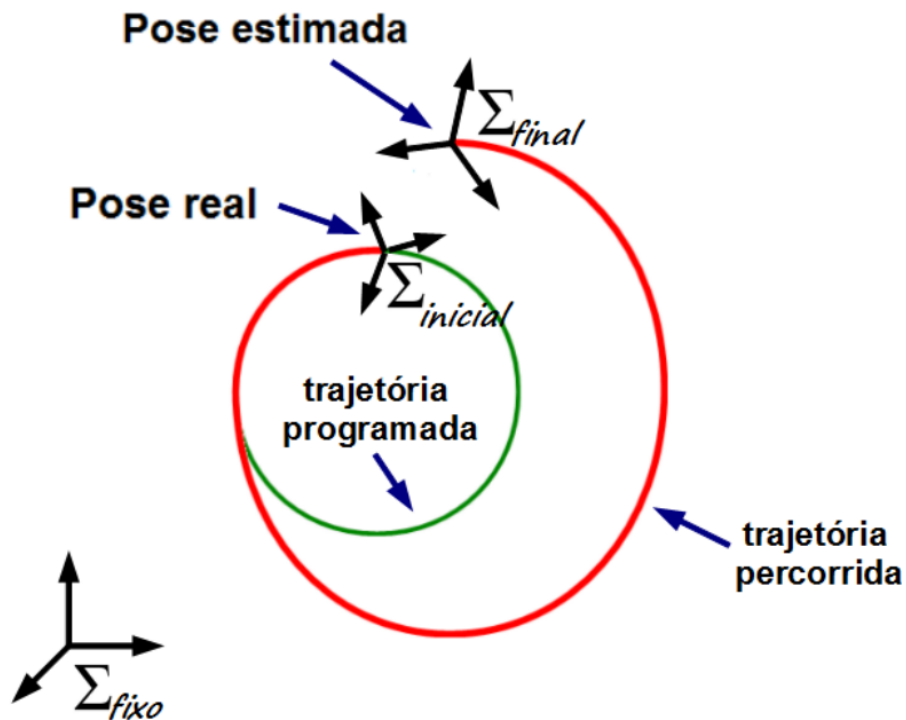 Pose estimada
Σfinal
Pose real
Σinicial
trajetória
programada
trajetória
percorrida
Σfixo